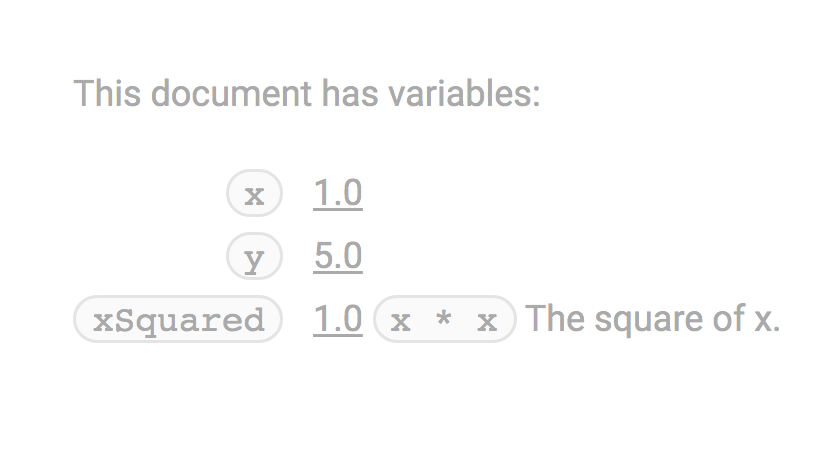 This document has variables:
x 1.0
y 5.0
xSquared 1.0 x * x The square of x.